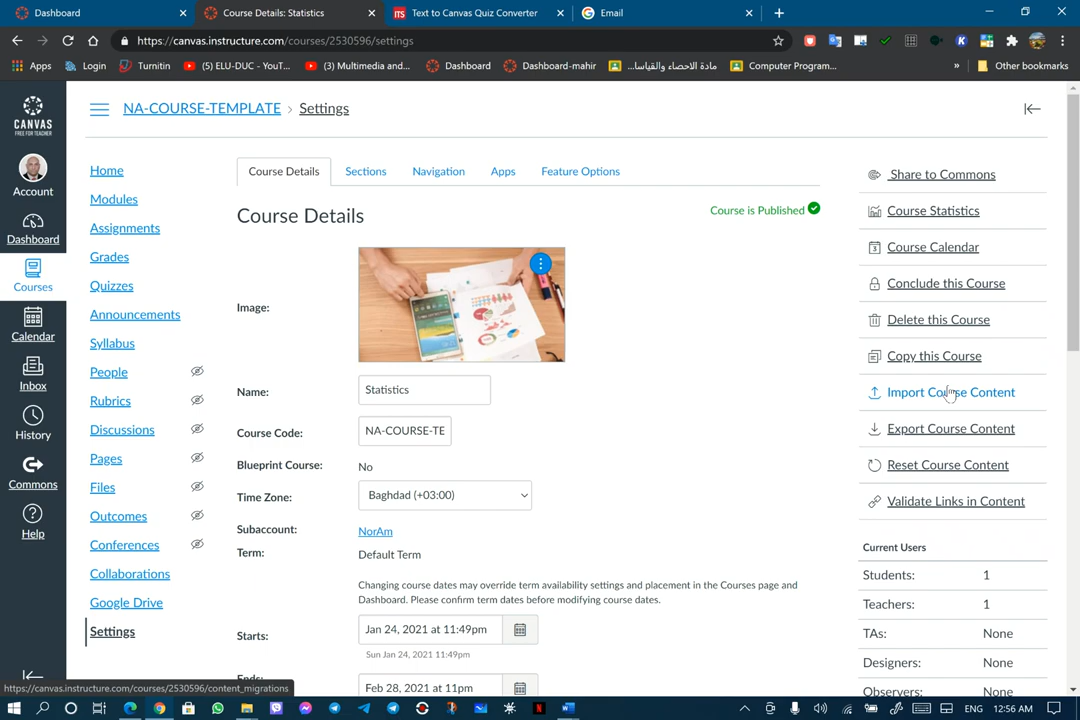 Dashboard
Course Details: Statistics
ITS Text to Canvas Quiz Converter
Email
https://canvas.instructure.com/courses/2530596/settings
Apps
Login
Turnitin
(5) ELU-DUC - YouT...
(3) Multimedia and...
Dashboard
Dashboard-mahir
مادة الاحصاء والقياسا...
Computer Program...
»
Other bookmarks
CANVAS
FREE FOR TEACHER
Account
Dashboard
Courses
Calendar
Inbox
History
Commons
Help
NA-COURSE-TEMPLATE › Settings
Home
Modules
Assignments
Grades
Quizzes
Announcements
Syllabus
People
Rubrics
Discussions
Pages
Files
Outcomes
Conferences
Collaborations
Google Drive
Settings
Course Details
Sections
Navigation
Apps
Feature Options
Course Details
Course is Published
Image:
Name:
Statistics
Course Code:
NA-COURSE-TE
Blueprint Course:
No
Time Zone:
Baghdad (+03:00)
Subaccount:
NorAm
Term:
Default Term
Changing course dates may override term availability settings and placement in the Courses page and
Dashboard. Please confirm term dates before modifying course dates.
Starts:
Jan 24, 2021 at 11:49pm
Sun Jan 24, 2021 11:49pm
Ends:
Feb 28, 2021 at 11pm
Share to Commons
Course Statistics
Course Calendar
Conclude this Course
Delete this Course
Copy this Course
Import Course Content
Export Course Content
Reset Course Content
Validate Links in Content
Current Users
Students: 1
Teachers: 1
TAs: None
Designers: None
Observers: None
https://canvas.instructure.com/courses/2530596/content_migrations
ENG
12:56 AM